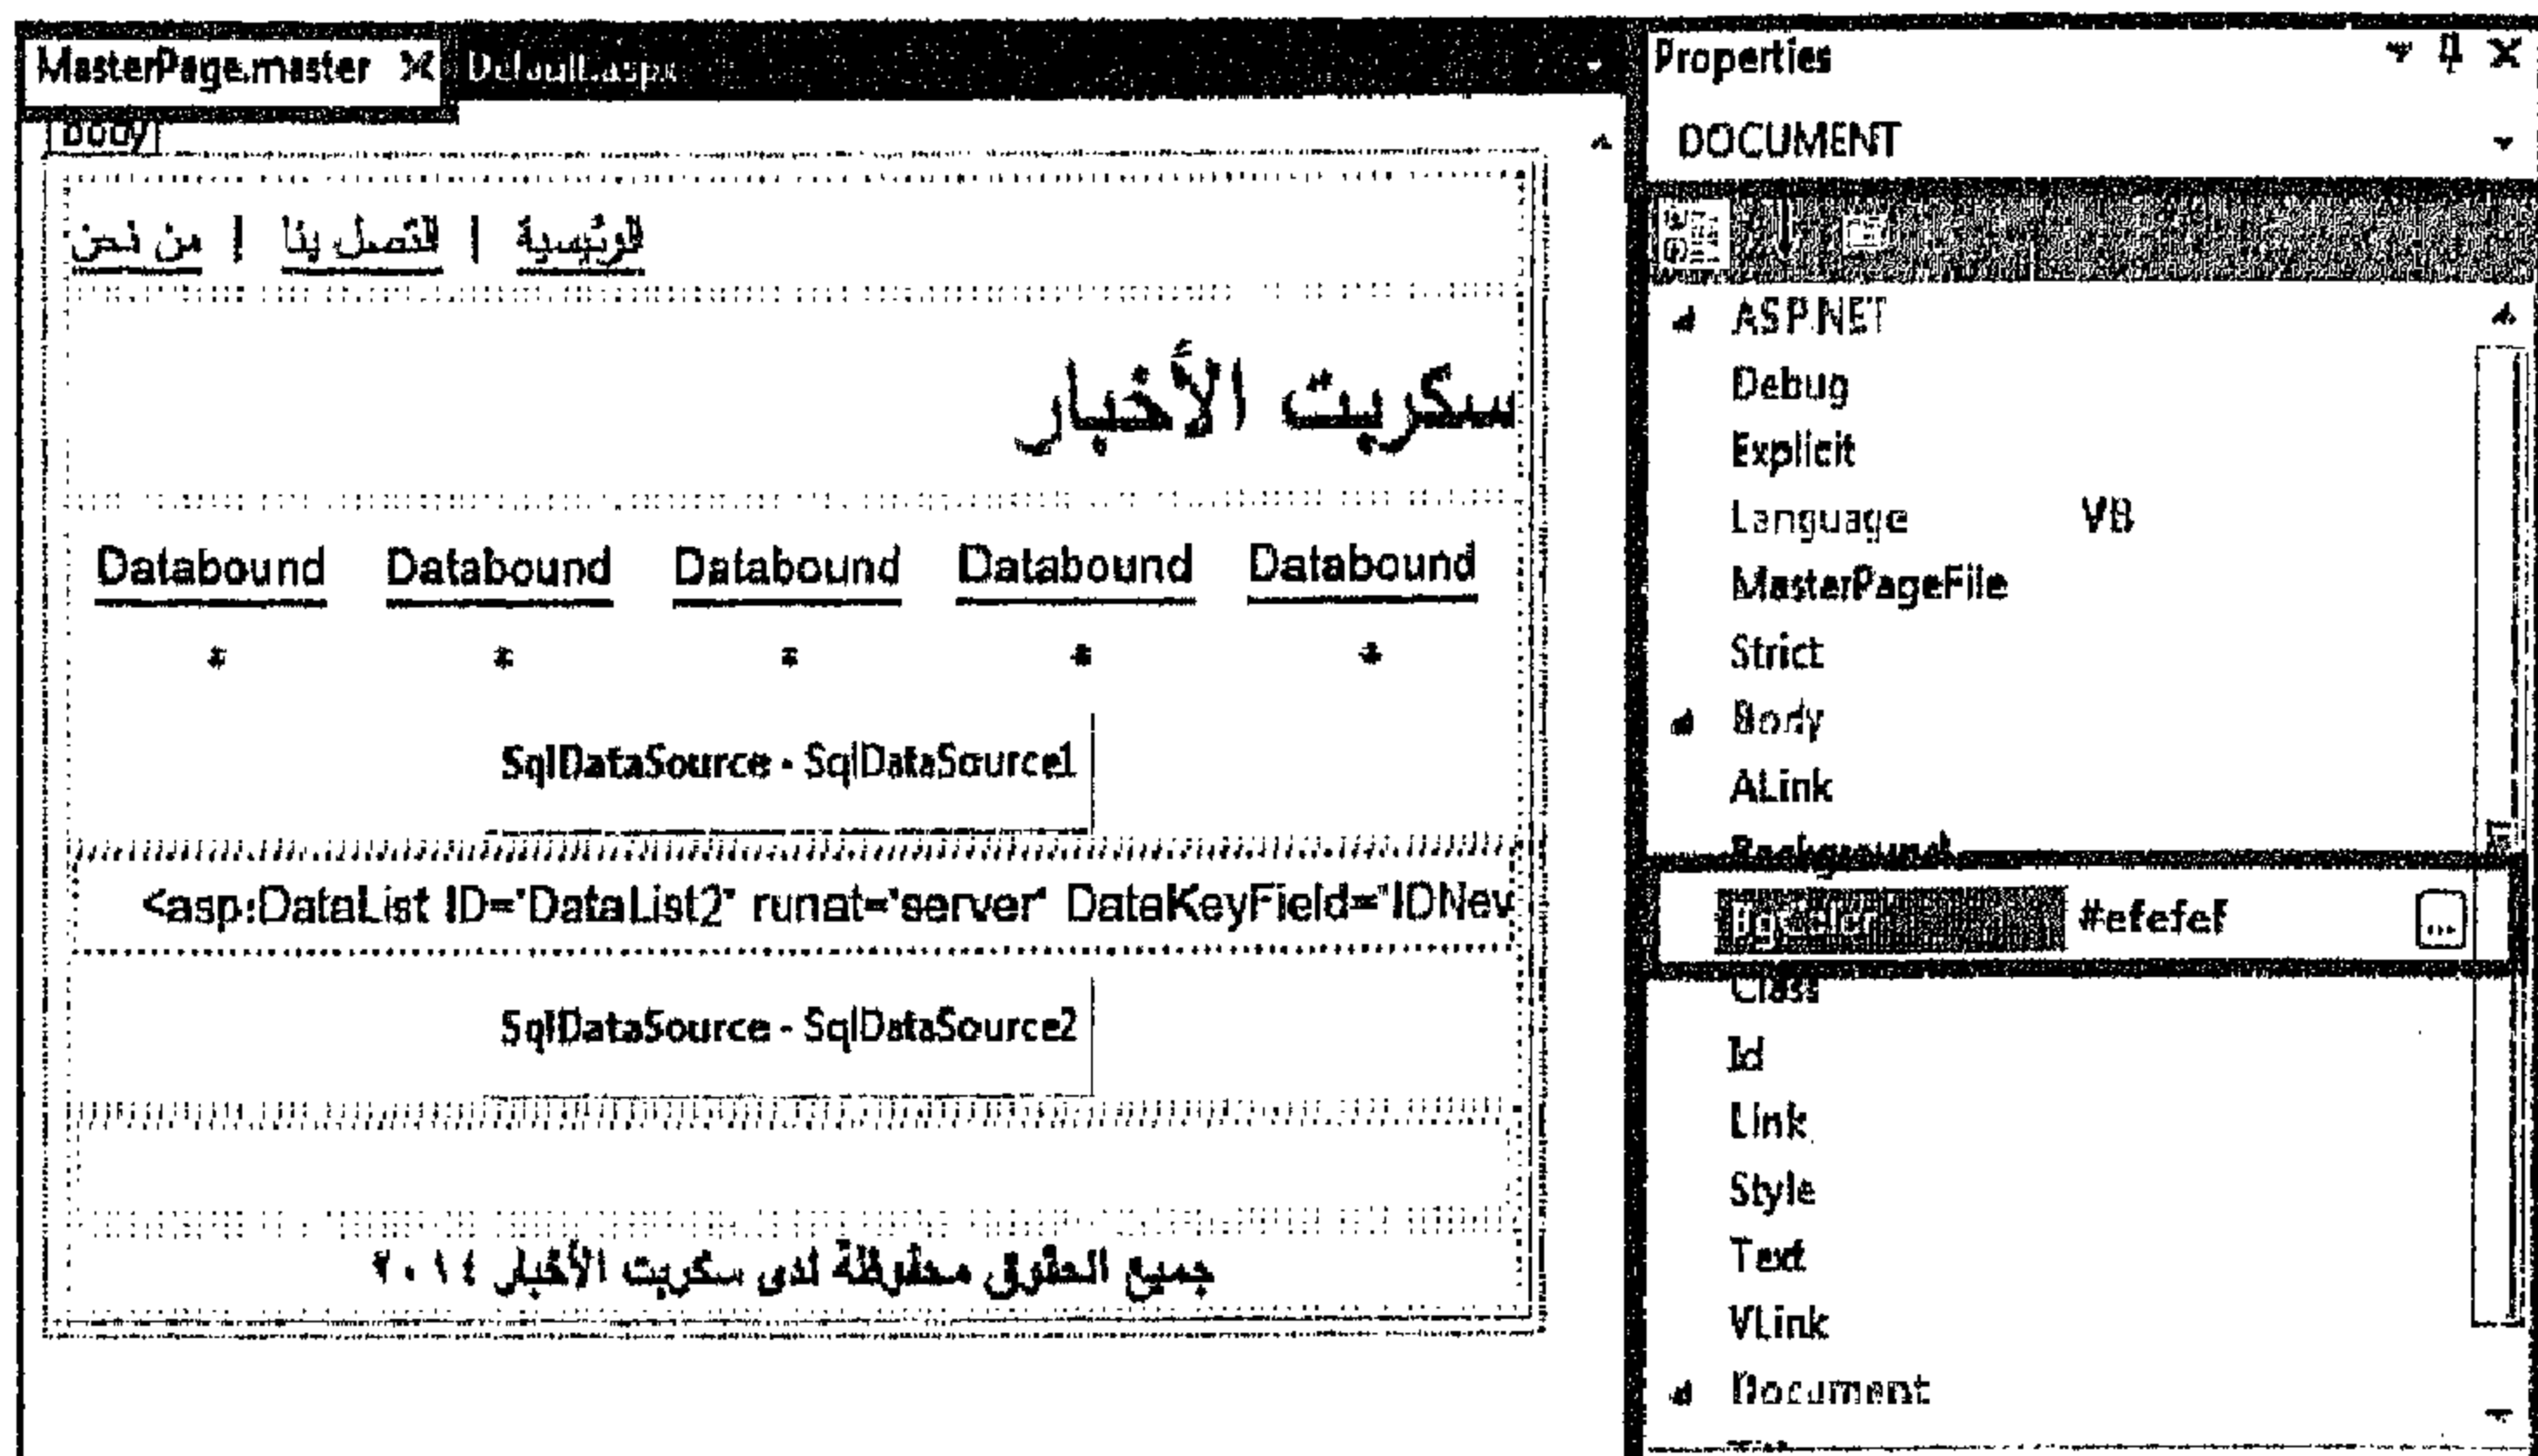 MasterPage.master Default.aspx
body
الرئيسية | اتصل بنا | من نحن
سكربت الأخبار
Databound Databound Databound Databound Databound
* * * * *
SqlDataSource - SqlDataSource1
<asp:DataList ID="DataList2" runat="server" DataKeyField="IDNev
SqlDataSource - SqlDataSource2
جميع الحقوق محفوظة لدى سكربت الأخبار ٢٠١٤
Properties
DOCUMENT
ASP.NET
Debug
Explicit
Language VB
MasterPageFile
Strict
Body
ALink
Background
BgColor #efefef
Class
Id
Link
Style
Text
VLink
Document